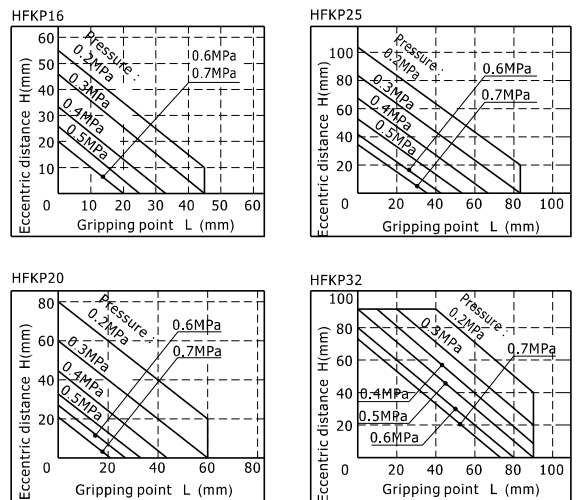 HFKP16
Eccentric distance H(mm)
60
50
40
30
20
10
0
Pressure :
0.2MPa
0.3MPa
0.4MPa
0.5MPa
0.6MPa
0.7MPa
10 20 30 40 50 60
Gripping point L (mm)
HFKP25
Eccentric distance H(mm)
100
80
60
40
20
0
Pressure :
0.2MPa
0.3MPa
0.4MPa
0.5MPa
0.6MPa
0.7MPa
20 40 60 80 100
Gripping point L (mm)
HFKP20
Eccentric distance H(mm)
80
60
40
20
0
Pressure :
0.2MPa
0.3MPa
0.4MPa
0.5MPa
0.6MPa
0.7MPa
20 40 60 80
Gripping point L (mm)
HFKP32
Eccentric distance H(mm)
100
80
60
40
20
0
Pressure :
0.2MPa
0.3MPa
0.7MPa
0.4MPa
0.5MPa
0.6MPa
20 40 60 80 100
Gripping point L (mm)